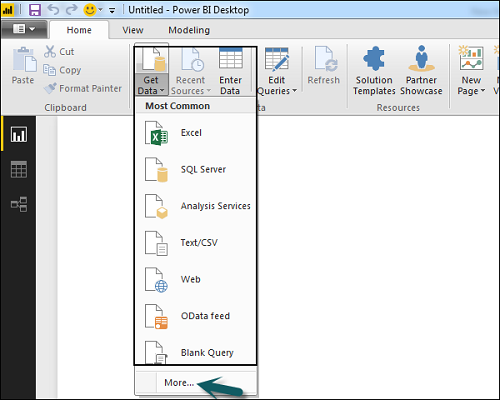 Untitled - Power BI Desktop
Home View Modeling
Paste
Cut
Copy
Format Painter
Clipboard
Get Data
Recent Sources
Enter Data
Edit Queries
Refresh
Solution Templates
Partner Showcase
Resources
New Page
Most Common
Excel
SQL Server
Analysis Services
Text/CSV
Web
OData feed
Blank Query
More...